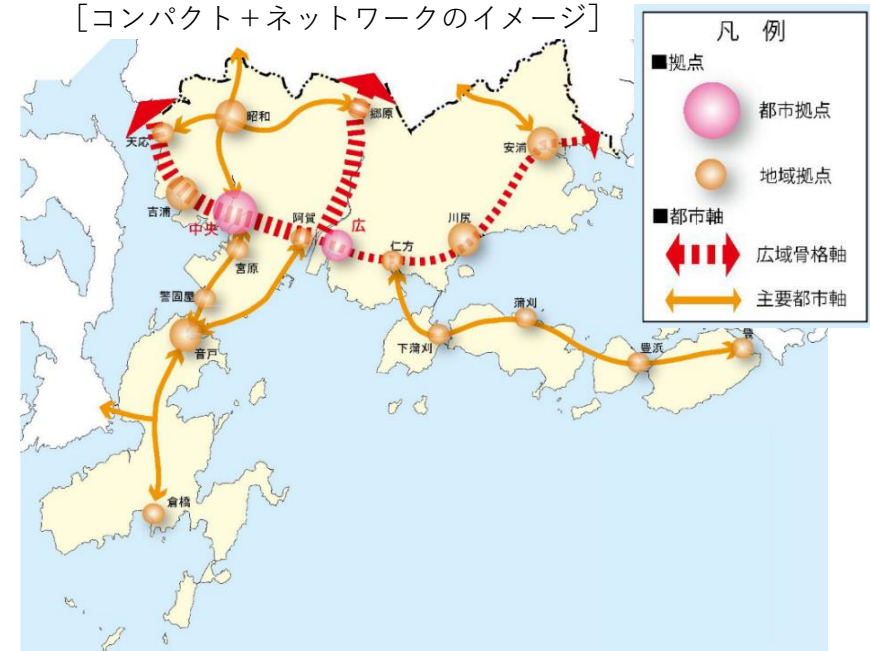 [コンパクト+ネットワークのイメージ]
凡 例
■拠点
都市拠点
地域拠点
■都市軸
広域骨格軸
主要都市軸
昭和
郷原
天応
安浦
吉浦
中央
阿賀
広
川尻
仁方
宮原
警固屋
蒲刈
音戸
下蒲刈
豊浜
倉橋